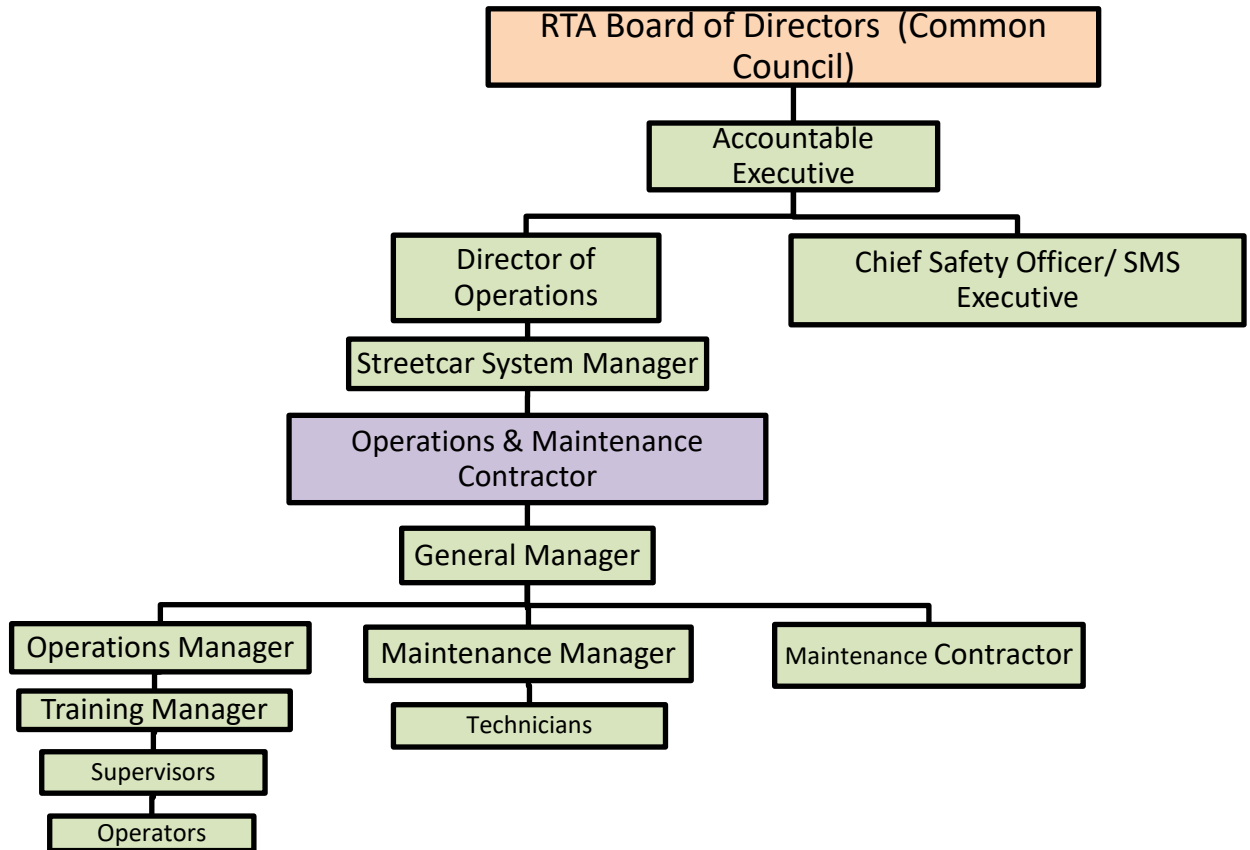 RTA Board of Directors (Common
Council)
Accountable
Executive
Director of
Operations
Chief Safety Officer/ SMS
Executive
Streetcar System Manager
Operations & Maintenance
Contractor
General Manager
Operations Manager
Maintenance Manager
Maintenance Contractor
Training Manager
Technicians
Supervisors
Operators